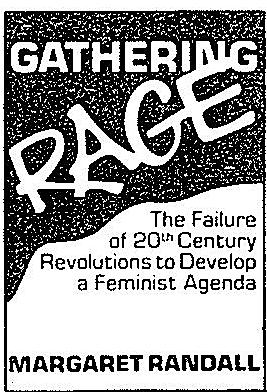 GATHERING
RAGE
The Failure
of 20th Century
Revolutions to Develop
a Feminist Agenda
MARGARET RANDALL